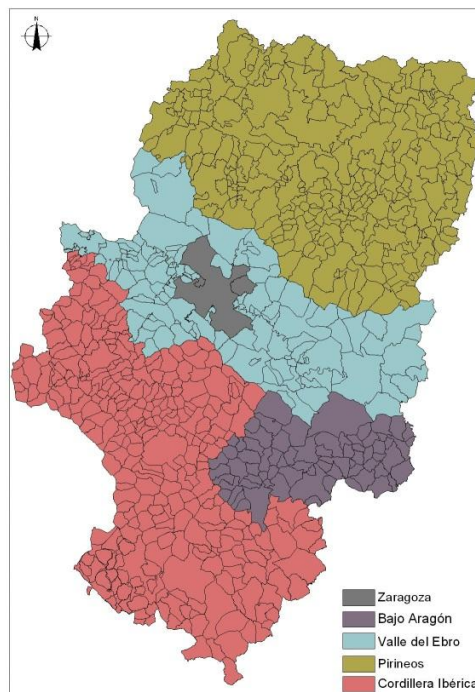 N
Zaragoza
Bajo Aragón
Valle del Ebro
Pirineos
Cordillera Ibérica